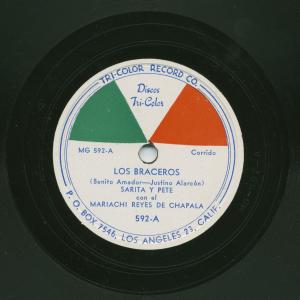 TRI-COLOR RECORD CO.
Discos
Tri-Color
MG 592-A
Corrido
LOS BRACEROS
(Benito Amador—Justino Alarcón)
SARITA Y PETE
con el
MARIACHI REYES DE CHAPALA
592-A
P. O. BOX 7546, LOS ANGELES 23, CALIF.